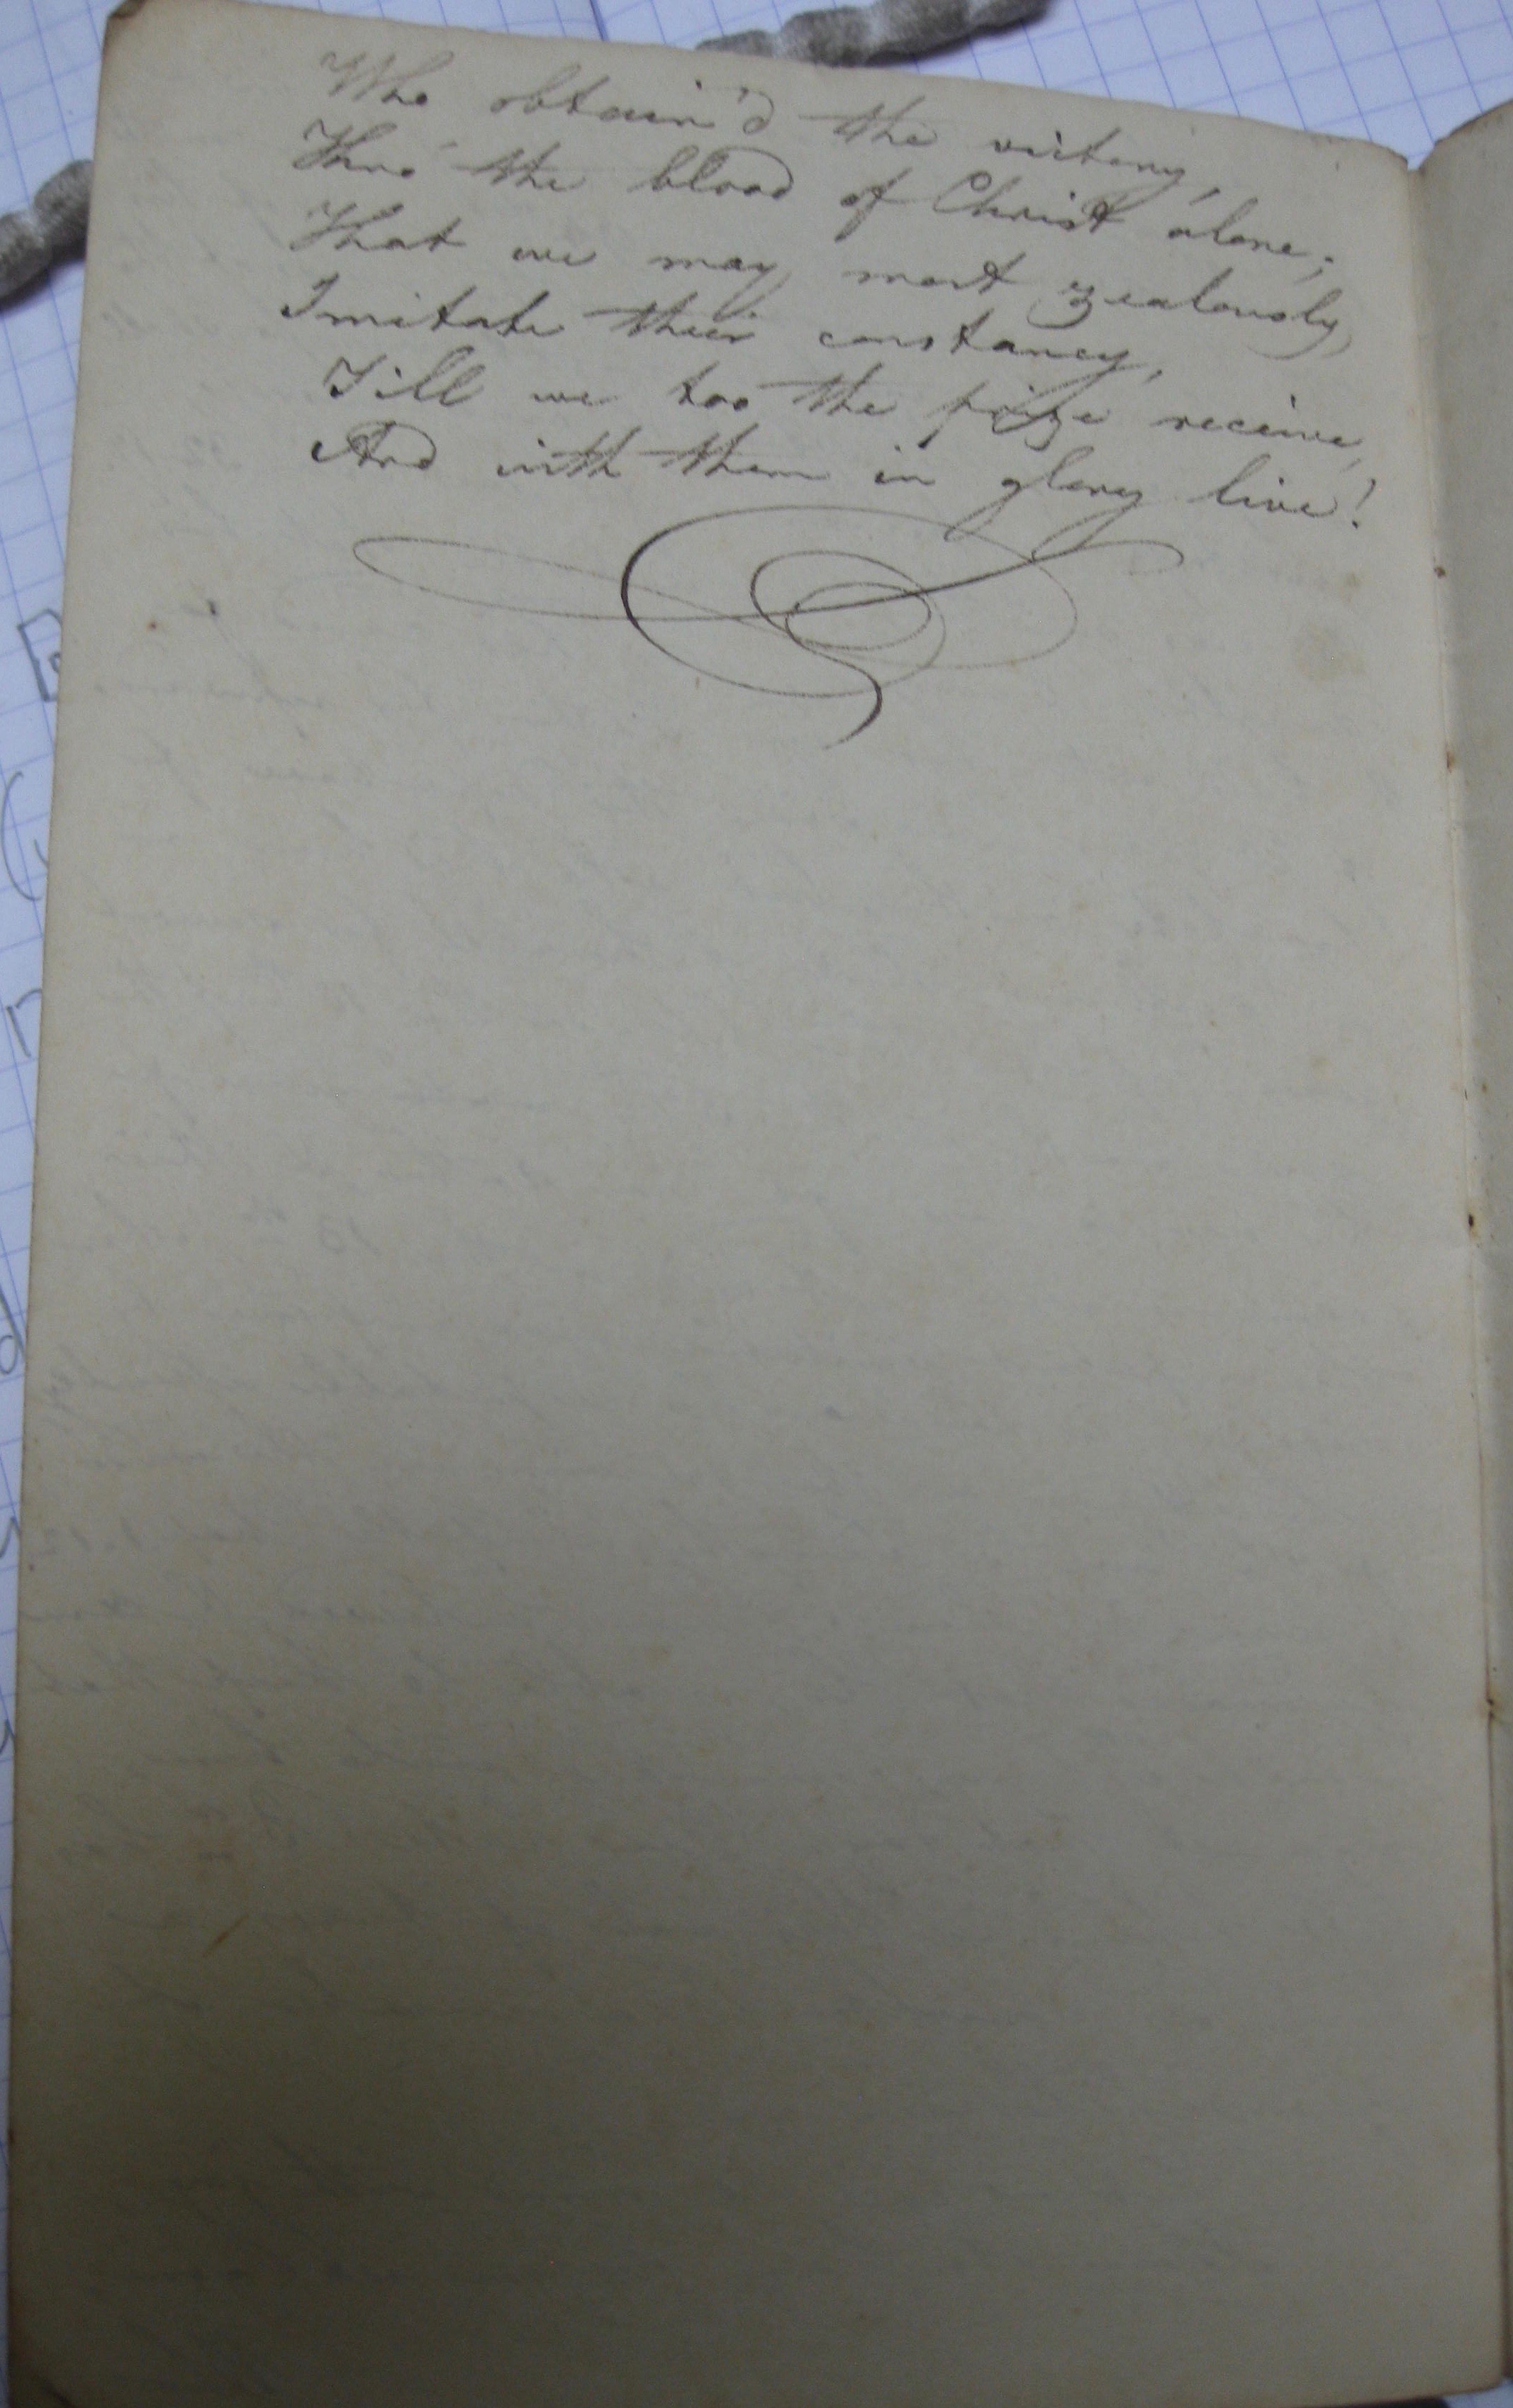 Who obtain'd the victory,
Thro' the blood of Christ alone;
That we may most zealously,
Imitate their constancy,
Till we too the prize receive,
And with them in glory live!